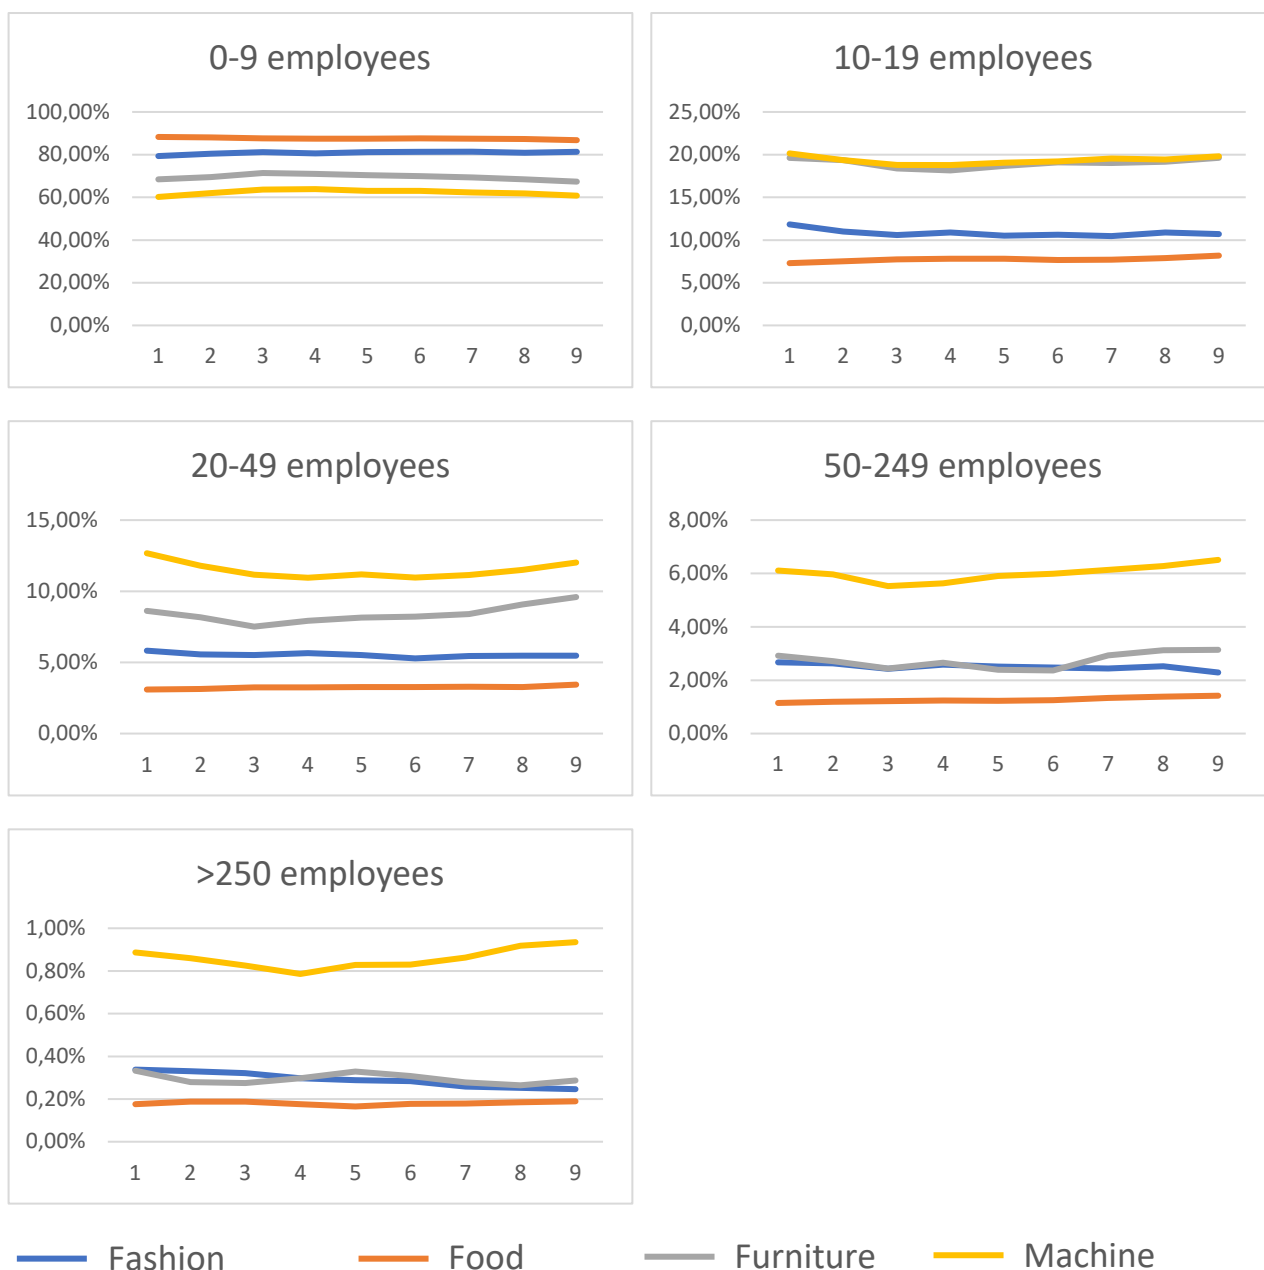 0-9 employees
100,00%
80,00%
60,00%
40,00%
20,00%
0,00%
1 2 3 4 5 6 7 8 9
10-19 employees
25,00%
20,00%
15,00%
10,00%
5,00%
0,00%
1 2 3 4 5 6 7 8 9
20-49 employees
15,00%
10,00%
5,00%
0,00%
1 2 3 4 5 6 7 8 9
50-249 employees
8,00%
6,00%
4,00%
2,00%
0,00%
1 2 3 4 5 6 7 8 9
>250 employees
1,00%
0,80%
0,60%
0,40%
0,20%
0,00%
1 2 3 4 5 6 7 8 9
Fashion Food Furniture Machine